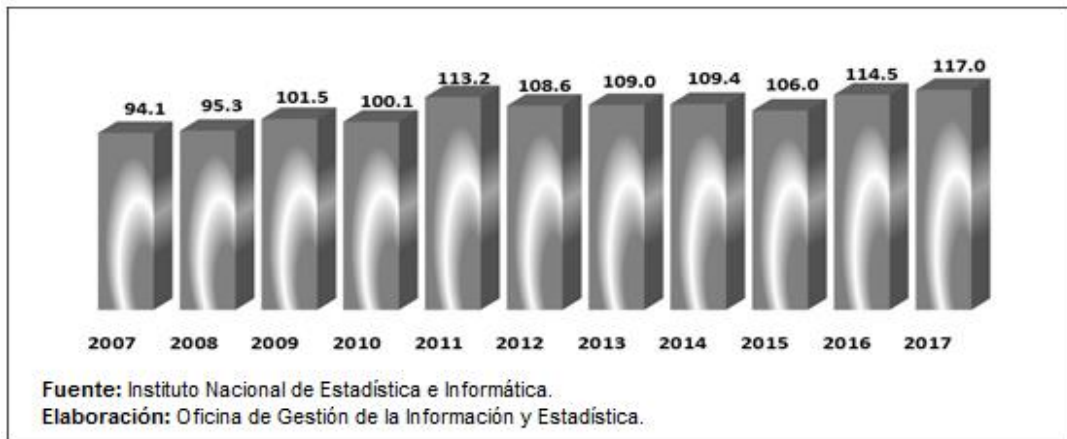 94.1 95.3 101.5 100.1 113.2 108.6 109.0 109.4 106.0 114.5 117.0
2007 2008 2009 2010 2011 2012 2013 2014 2015 2016 2017
Fuente: Instituto Nacional de Estadística e Informática.
Elaboración: Oficina de Gestión de la Información y Estadística.